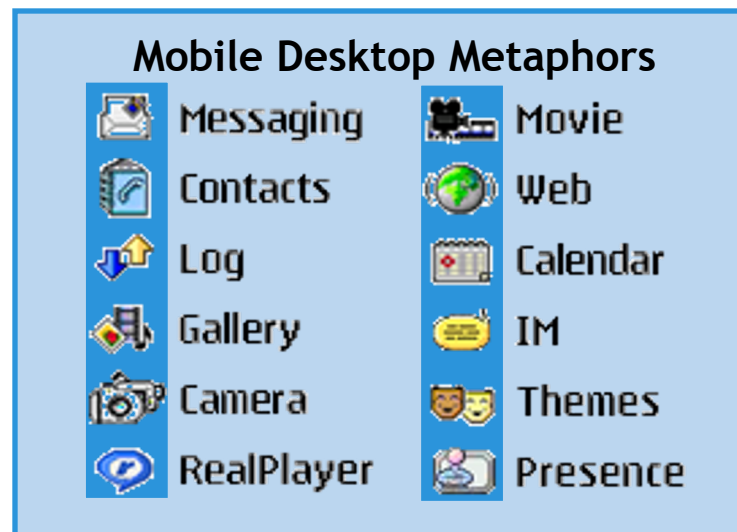 Mobile Desktop Metaphors
Messaging
Contacts
Log
Gallery
Camera
RealPlayer
Movie
Web
Calendar
IM
Themes
Presence